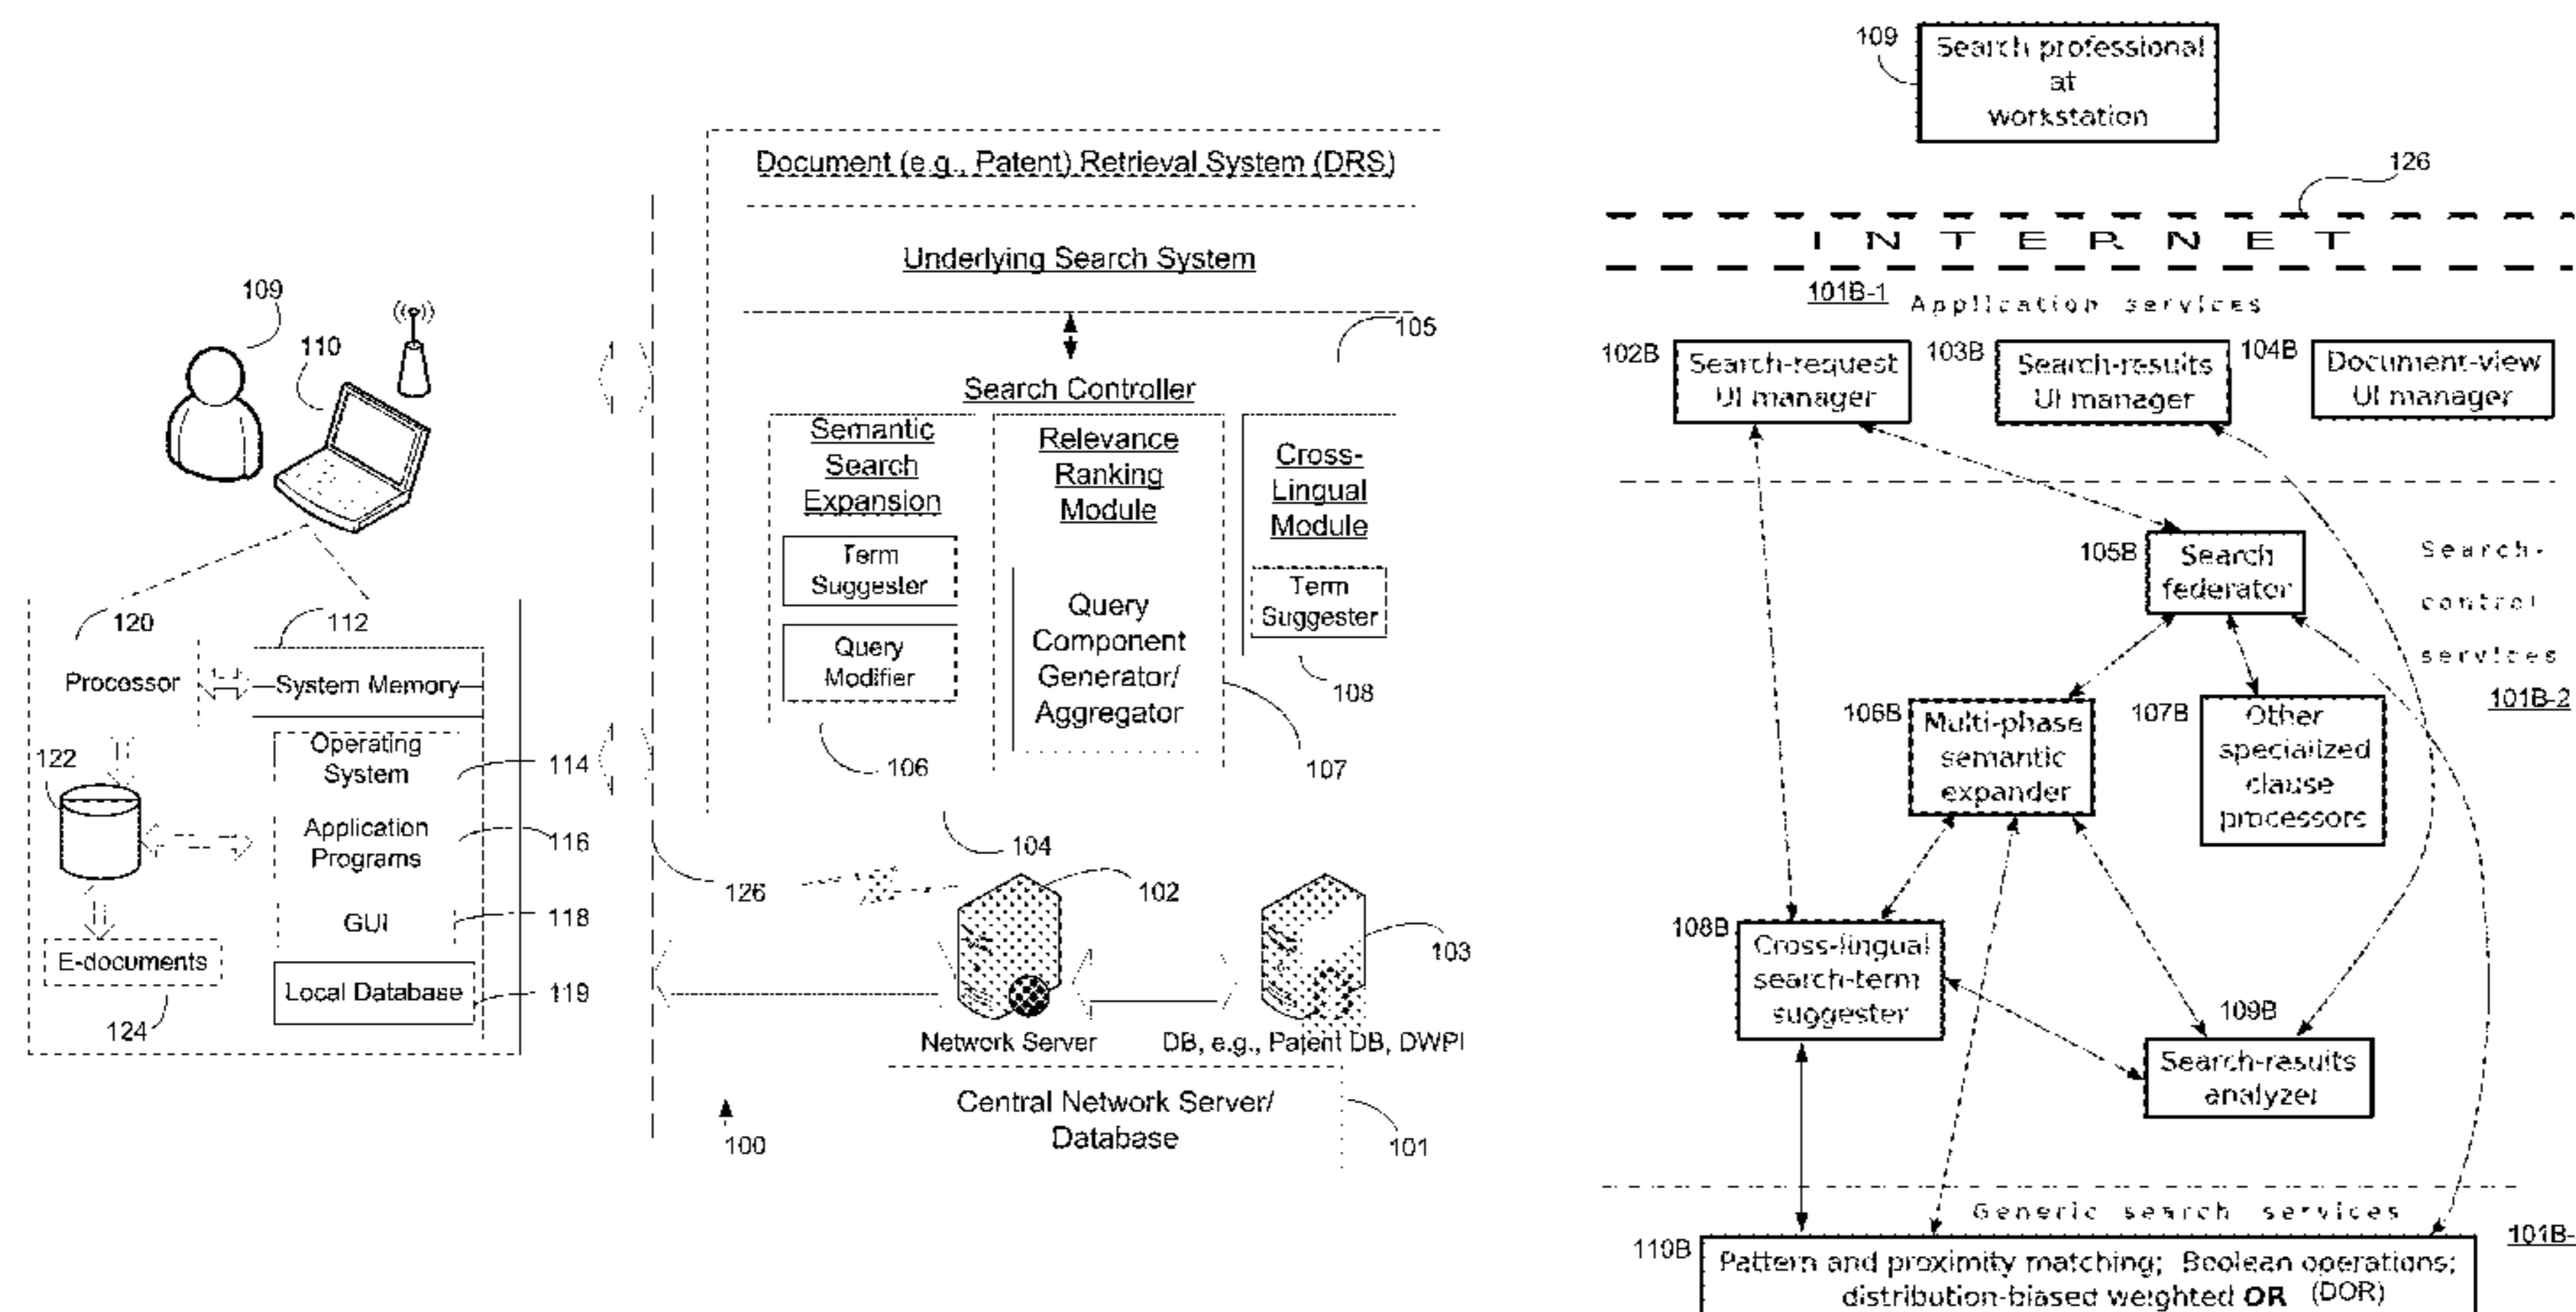 109
110
120
112
Processor
System Memory
Operating
System
114
122
Application
Programs
116
GUI
118
E-documents
Local Database
119
124
Document (e.g., Patent) Retrieval System (DRS)
Underlying Search System
105
Search Controller
Semantic
Search
Expansion
Term
Suggester
Query
Modifier
106
Relevance
Ranking
Module
Query
Component
Generator/
Aggregator
107
Cross-
Lingual
Module
Term
Suggester
108
104
126
102
103
Network Server
DB, e.g., Patent DB, DWPI
Central Network Server/
Database
100
101
109
Search professional
at
workstation
126
INTERNET
101B-1
Application services
102B
Search-request
UI manager
103B
Search-results
UI manager
104B
Document-view
UI manager
105B
Search
federator
Search-
control
services
101B-2
106B
Multi-phase
semantic
expander
107B
Other
specialized
clause
processors
108B
Cross-lingual
search-term
suggester
109B
Search-results
analyzer
Generic search services
101B-
110B
Pattern and proximity matching; Boolean operations;
distribution-biased weighted OR (DOR)